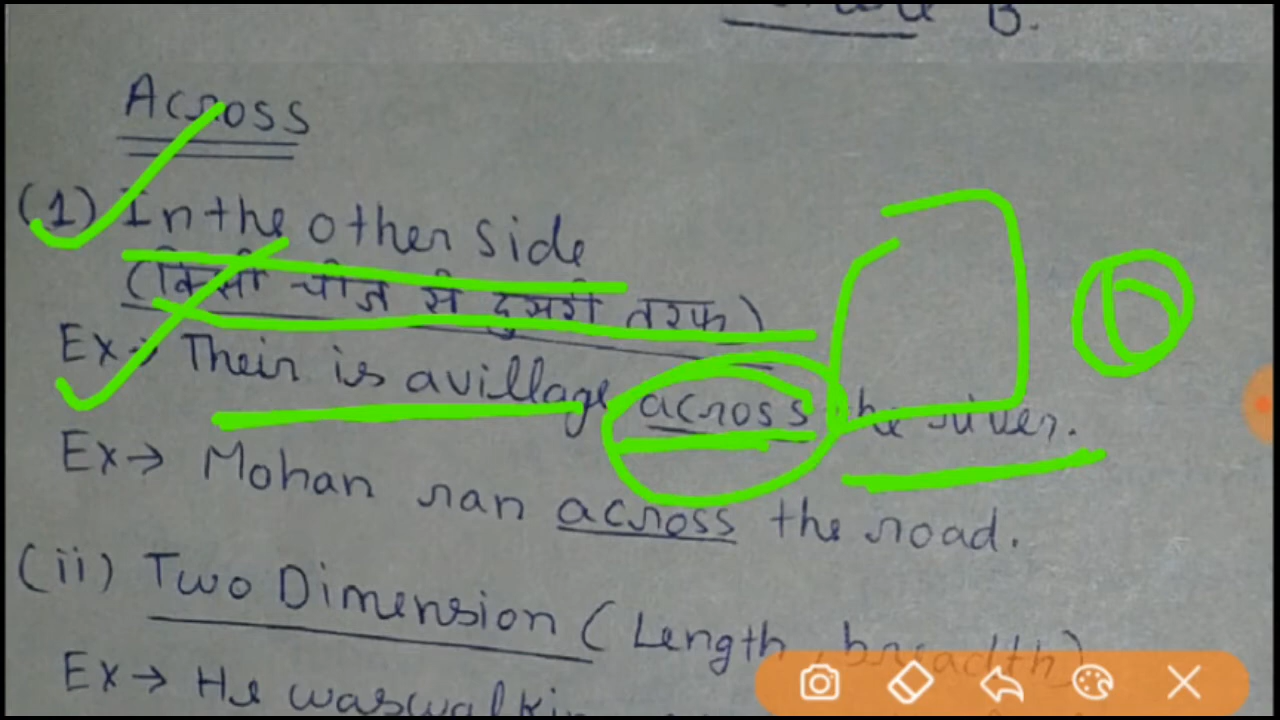 B.
Across
(1) In the other side
(किसी चीज से दुसरी तरफ)
Ex→ Their is a village across the river.
Ex→ Mohan ran across the road.
(ii) Two Dimension (Length, breadth)
Ex→ He was